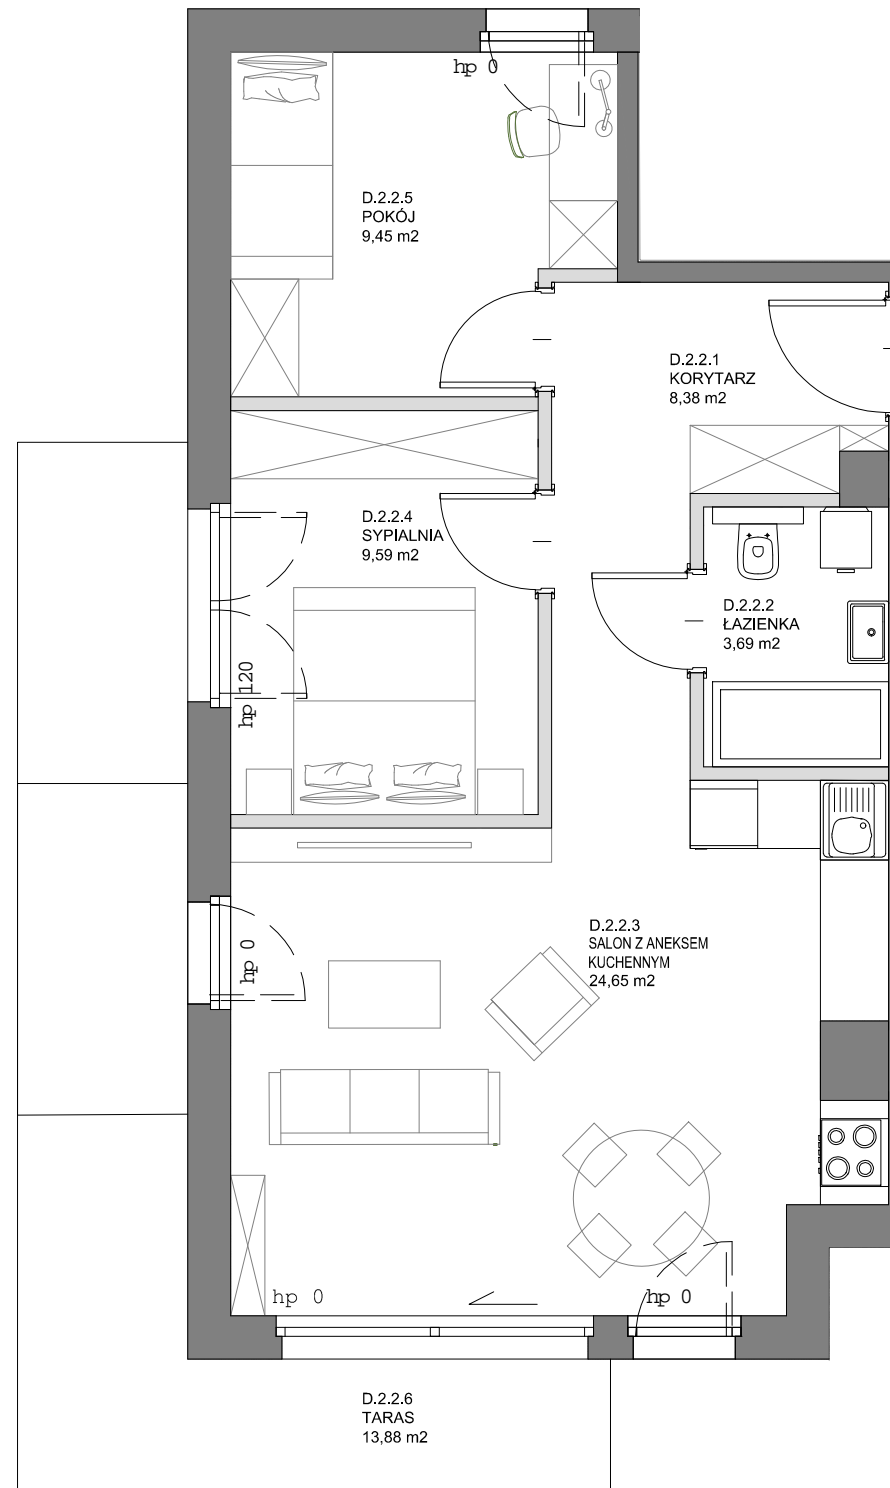 hp 0
D.2.2.5
POKÓJ
9,45 m2
D.2.2.1
KORYTARZ
8,38 m2
D.2.2.4
SYPIALNIA
9,59 m2
D.2.2.2
ŁAZIENKA
3,69 m2
hp 120
D.2.2.3
SALON Z ANEKSEM
KUCHENNYM
24,65 m2
hp 0
hp 0
hp 0
D.2.2.6
TARAS
13,88 m2